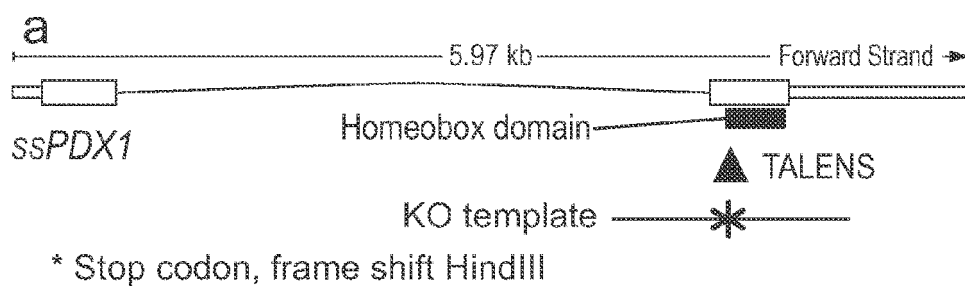 a
5.97 kb Forward Strand
Homeobox domain
ssPDX1
TALENS
KO template
* Stop codon, frame shift HindIII